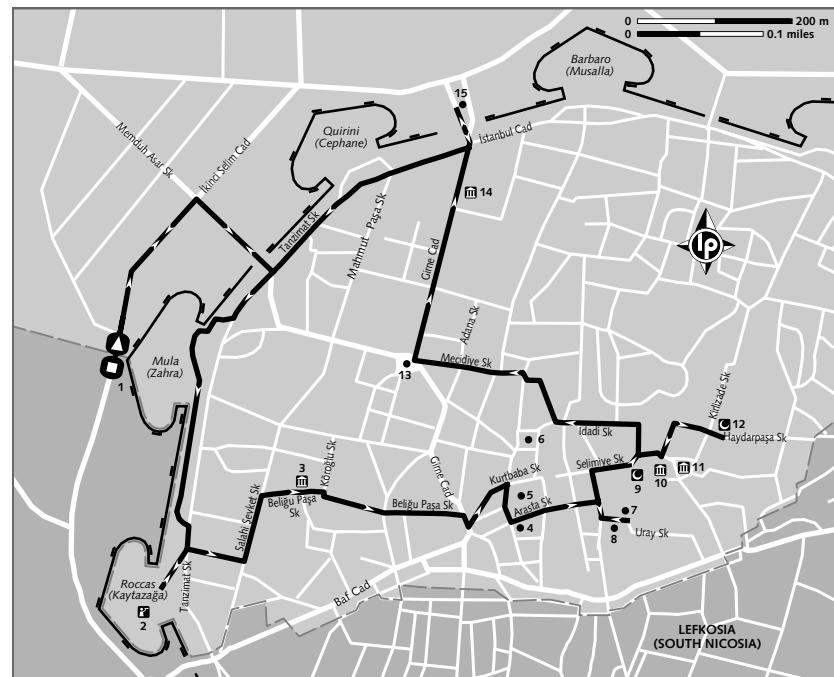 0 200 m
0 0.1 miles
Barbaro
(Musalla)
15
Quirini
(Cephane)
İstanbul Cad
Memduh Asar Sk
İkinci Selim Cad
14
lp
Tanzimat Sk
Mahmut Paşa Sk
Girne Cad
Adana Sk
Mula
(Zahra)
1
13
Mecidiye Sk
Kirlizade Sk
12
Haydarpaşa Sk
İdadi Sk
6
Köroğlu Sk
Girne Cad
Kurtbaba Sk
Selimiye Sk
11
10
9
3
Beliğu Paşa
Sk
Salahi Şevket Sk
Beliğu Paşa Sk
5
Arasta Sk
4
7
8
Uray Sk
Tanzimat Sk
Roccas
(Kaytazağa)
2
Baf Cad
LEFKOSIA
(SOUTH NICOSIA)